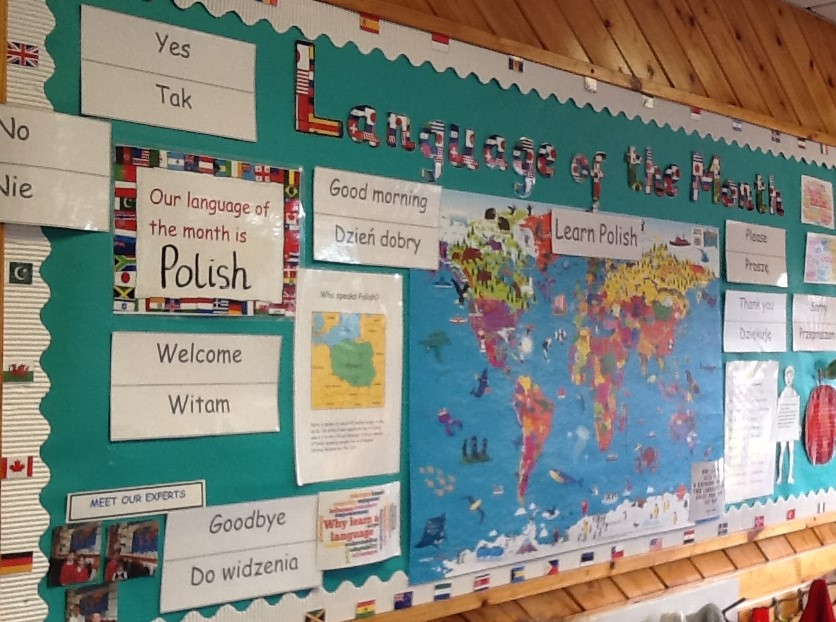 Language of the Month
Yes
Tak
No
Nie
Our language of
the month is
Polish
Good morning
Dzień dobry
Learn Polish
Please
Proszę
Thank you
Dziękuję
Sorry
Przepraszam
Who speaks Polish?
Welcome
Witam
MEET OUR EXPERTS
Goodbye
Do widzenia
Why learn a
language